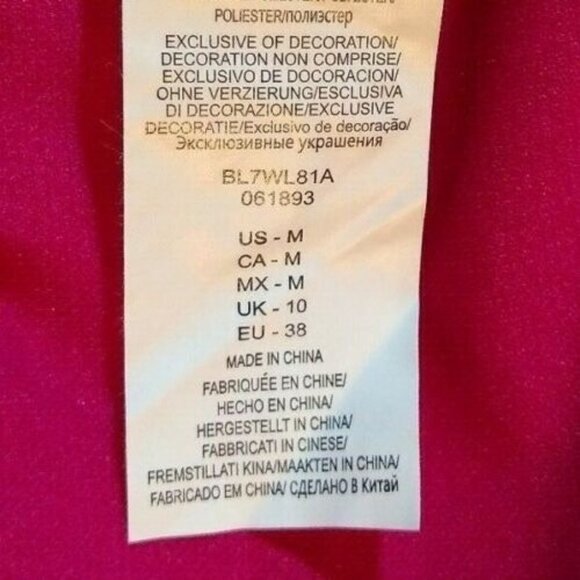 POLIESTER/полиэстер
EXCLUSIVE OF DECORATION/
DECORATION NON COMPRISE/
EXCLUSIVO DE DOCORACION/
OHNE VERZIERUNG/ESCLUSIVA
DI DECORAZIONE/EXCLUSIVE
DECORATIE/Exclusivo de decoração/
Эксклюзивные украшения
BL7WL81A
061893
US - M
CA - M
MX - M
UK - 10
EU - 38
MADE IN CHINA
FABRIQUÉE EN CHINE/
HECHO EN CHINA/
HERGESTELLT IN CHINA/
FABBRICATI IN CINESE/
FREMSTILLATI KINA/MAAKTEN IN CHINA/
FABRICADO EM CHINA/ СДЕЛАНО В Китай